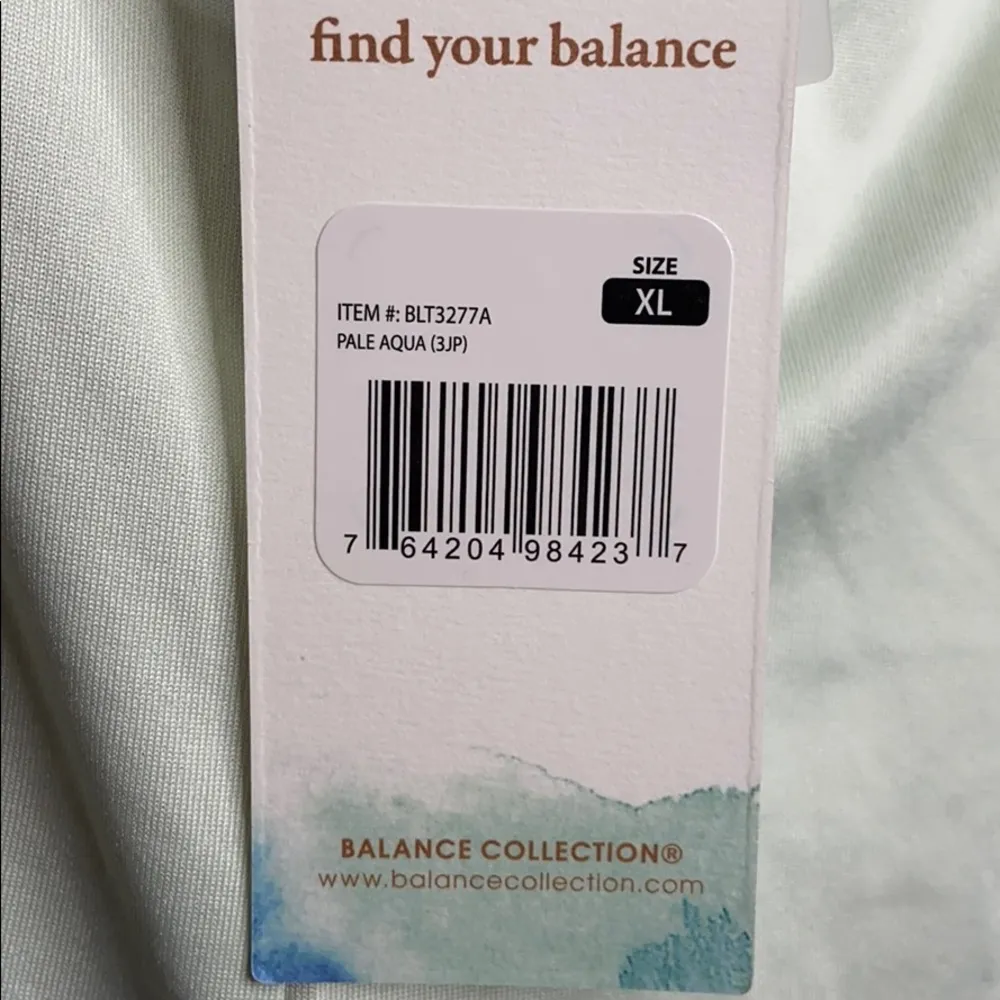 find your balance
SIZE
XL
ITEM #: BLT3277A
PALE AQUA (3JP)
7 64204 98423 7
BALANCE COLLECTION®
www.balancecollection.com